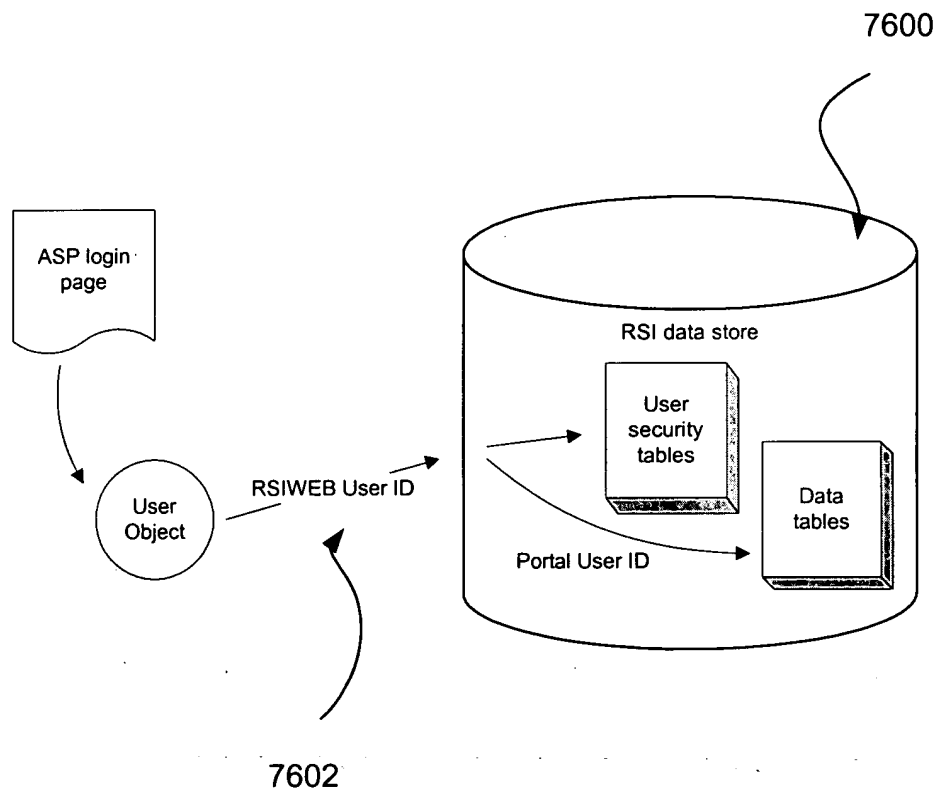 7600
ASP login
page
RSI data store
User
security
tables
RSIWEB User ID
User
Object
Data
tables
Portal User ID
7602